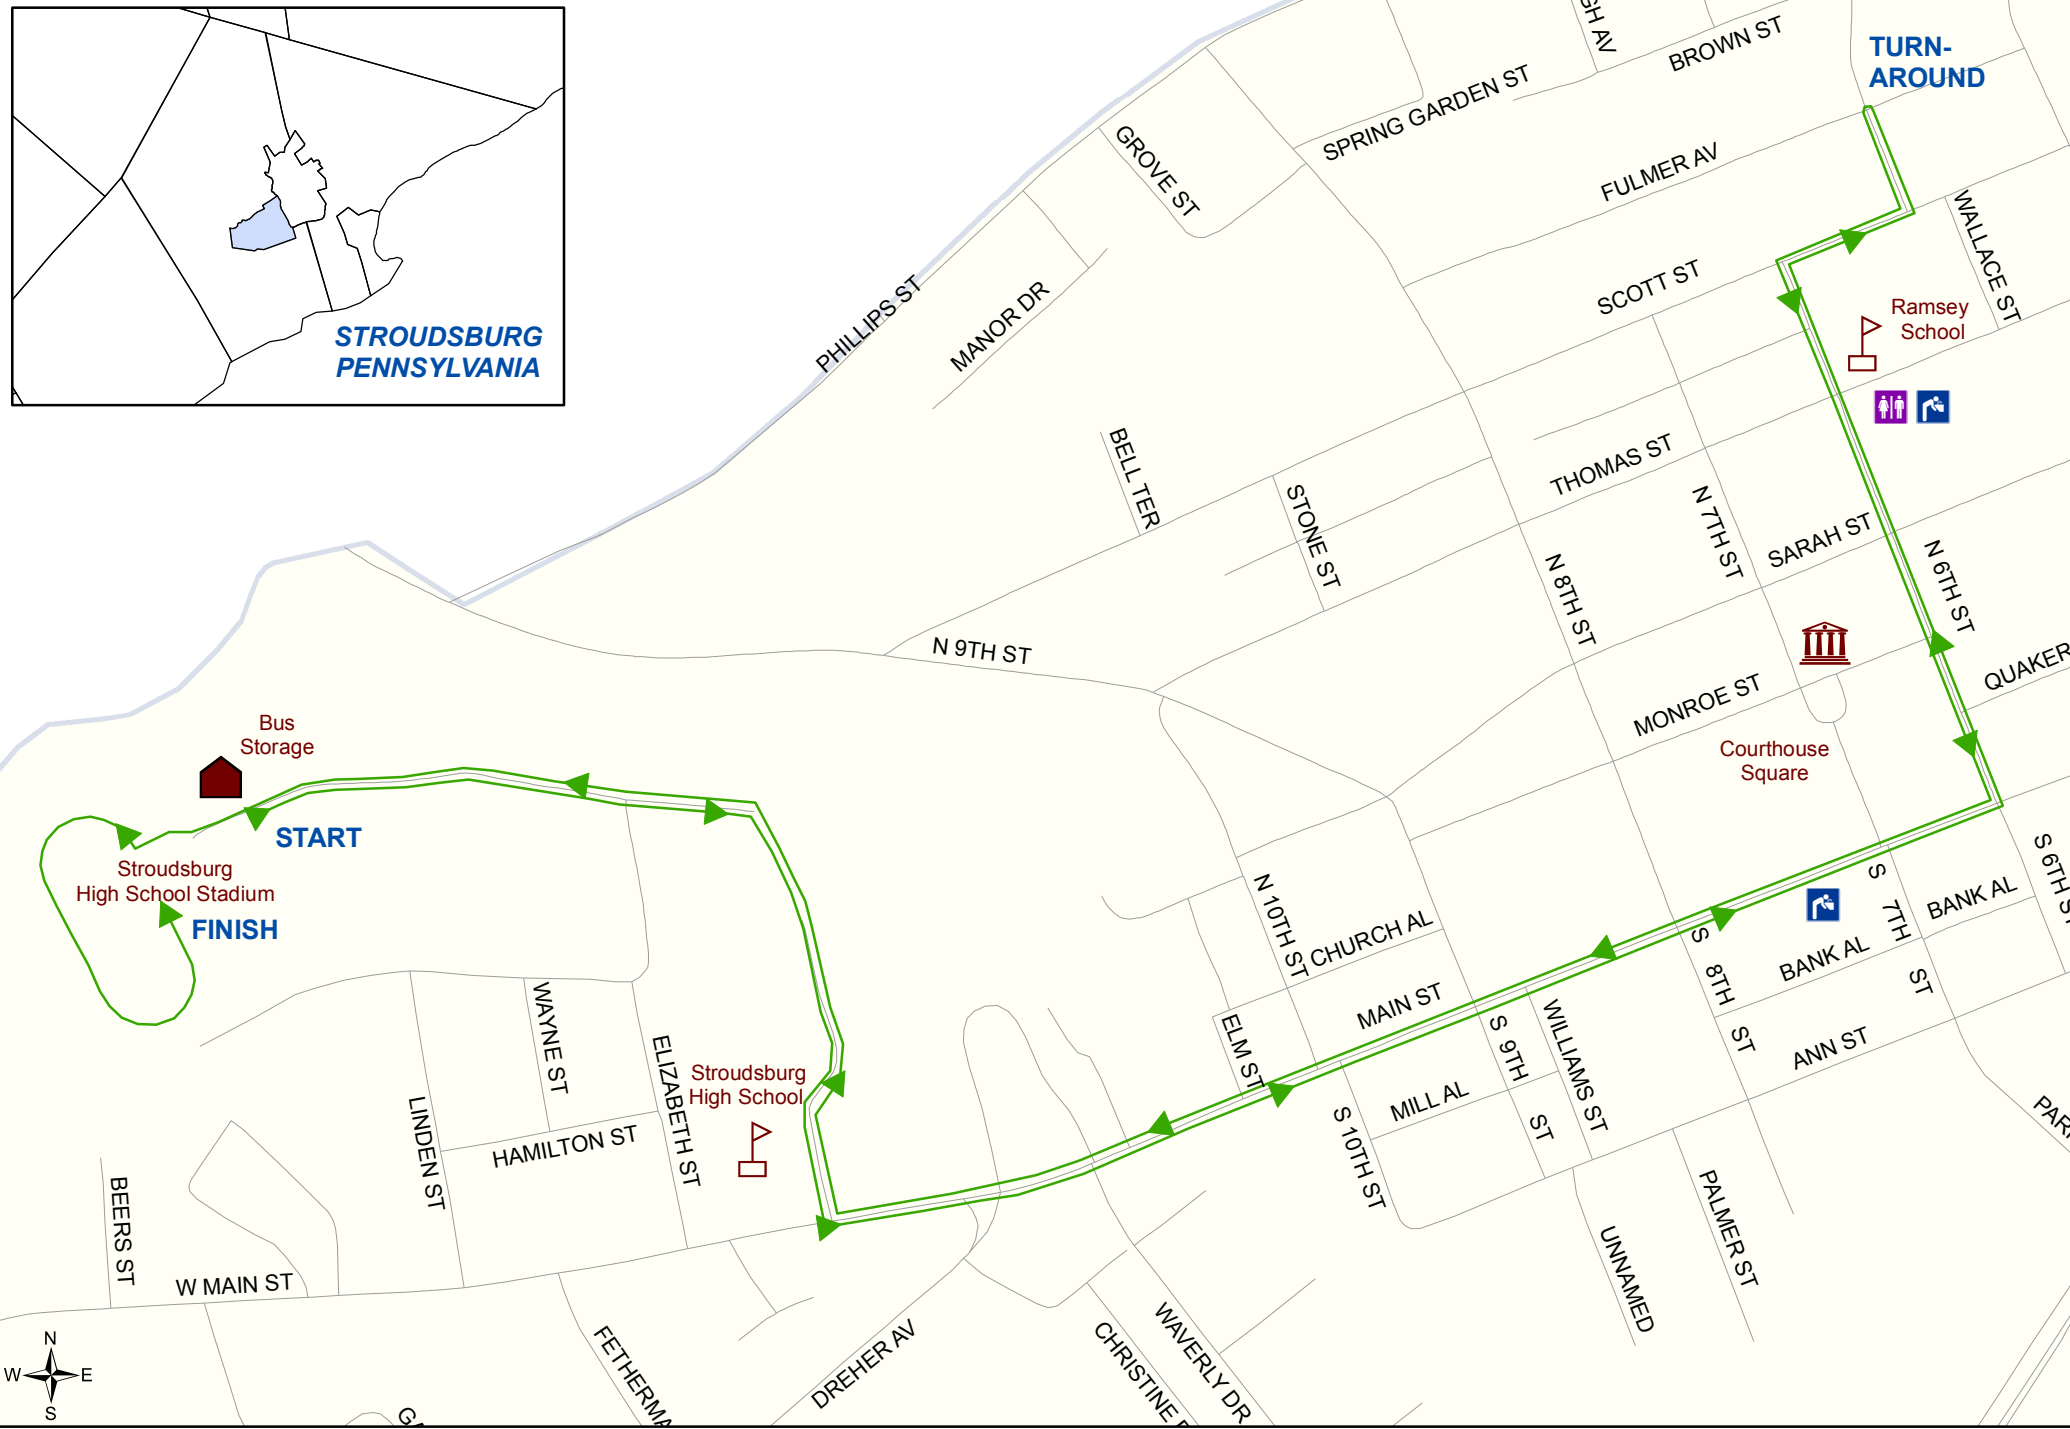 GH AV
BROWN ST
TURN-
AROUND
SPRING GARDEN ST
GROVE ST
FULMER AV
WALLACE ST
SCOTT ST
PHILLIPS ST
MANOR DR
Ramsey
School
STROUDSBURG
PENNSYLVANIA
BELL TER
STONE ST
THOMAS ST
N 7TH ST
SARAH ST
N 8TH ST
N 6TH ST
N 9TH ST
QUAKER
MONROE ST
Courthouse
Square
Bus
Storage
START
Stroudsburg
High School Stadium
FINISH
S 6TH ST
S 7TH ST
BANK AL
N 10TH ST
CHURCH AL
BANK AL
S 8TH ST
MAIN ST
ANN ST
WAYNE ST
ELIZABETH ST
Stroudsburg
High School
ELM ST
S 9TH ST
WILLIAMS ST
MILL AL
LINDEN ST
HAMILTON ST
S 10TH ST
PAR
BEERS ST
PALMER ST
UNNAMED
W MAIN ST
FETHERMA
DREHER AV
CHRISTINE
WAVERLY DR
N
W
E
S